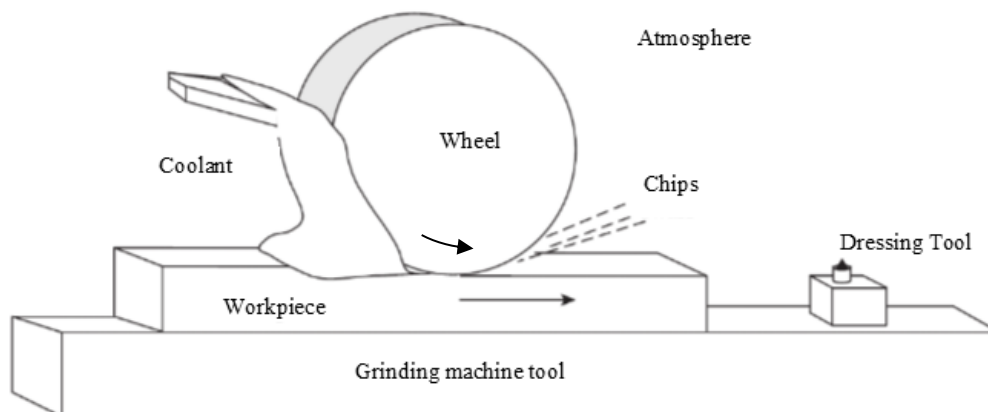 Atmosphere
Wheel
Coolant
Chips
Dressing Tool
Workpiece
Grinding machine tool